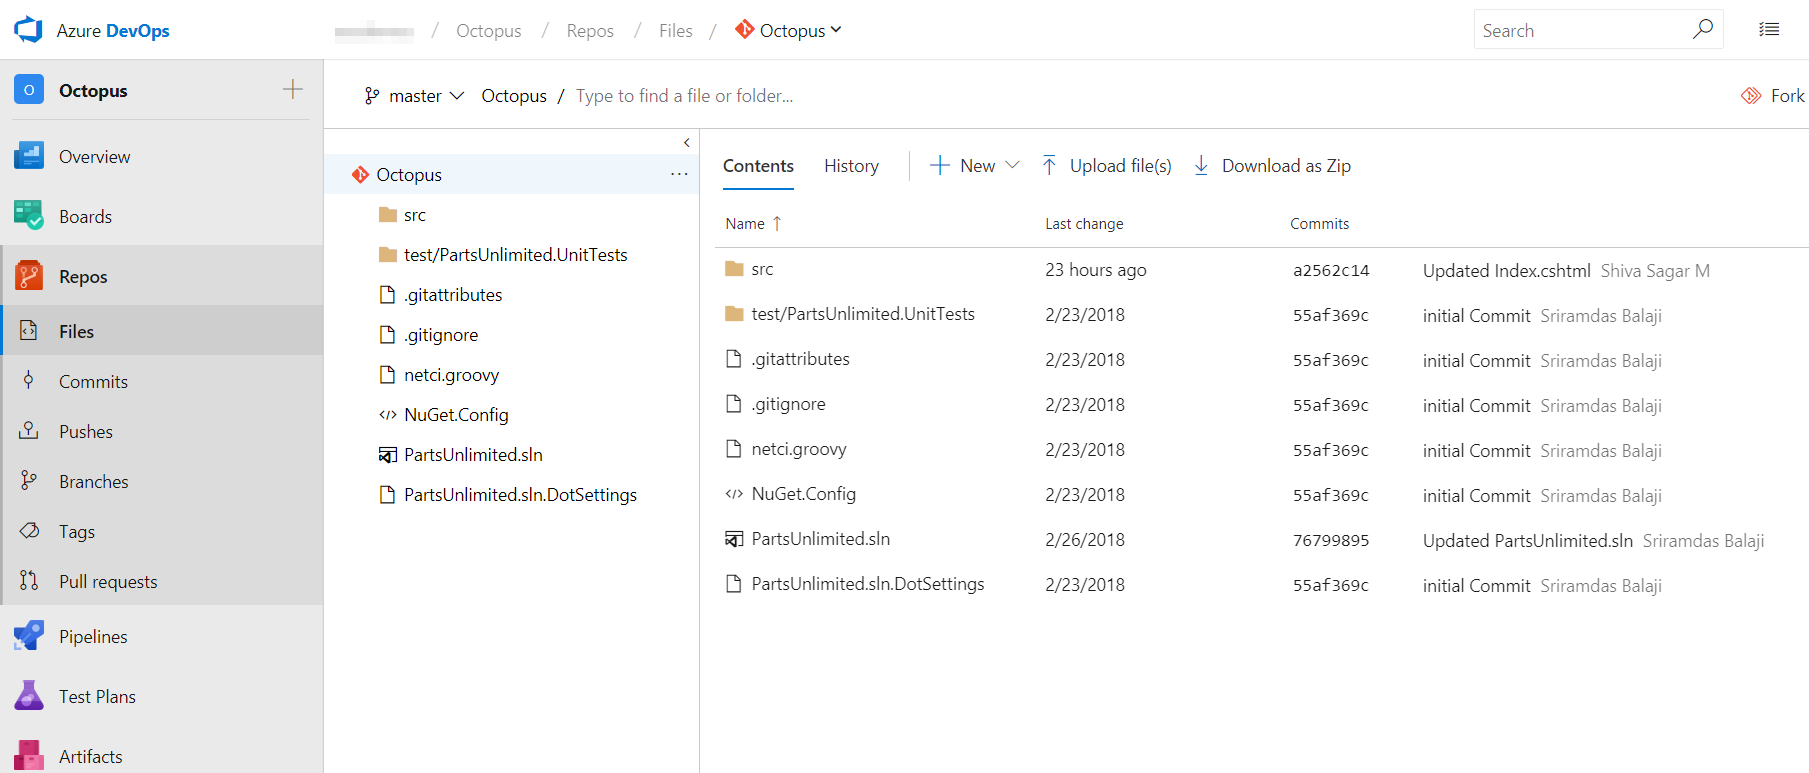 Azure DevOps
/ Octopus / Repos / Files / Octopus
Search
O Octopus
master Octopus / Type to find a file or folder...
Fork
Overview
Boards
Repos
Files
Commits
Pushes
Branches
Tags
Pull requests
Pipelines
Test Plans
Artifacts
Octopus ...
src
test/PartsUnlimited.UnitTests
.gitattributes
.gitignore
netci.groovy
NuGet.Config
PartsUnlimited.sln
PartsUnlimited.sln.DotSettings
Contents History New Upload file(s) Download as Zip
Name ↑ Last change Commits
src 23 hours ago a2562c14 Updated Index.cshtml Shiva Sagar M
test/PartsUnlimited.UnitTests 2/23/2018 55af369c initial Commit Sriramdas Balaji
.gitattributes 2/23/2018 55af369c initial Commit Sriramdas Balaji
.gitignore 2/23/2018 55af369c initial Commit Sriramdas Balaji
netci.groovy 2/23/2018 55af369c initial Commit Sriramdas Balaji
NuGet.Config 2/23/2018 55af369c initial Commit Sriramdas Balaji
PartsUnlimited.sln 2/26/2018 76799895 Updated PartsUnlimited.sln Sriramdas Balaji
PartsUnlimited.sln.DotSettings 2/23/2018 55af369c initial Commit Sriramdas Balaji